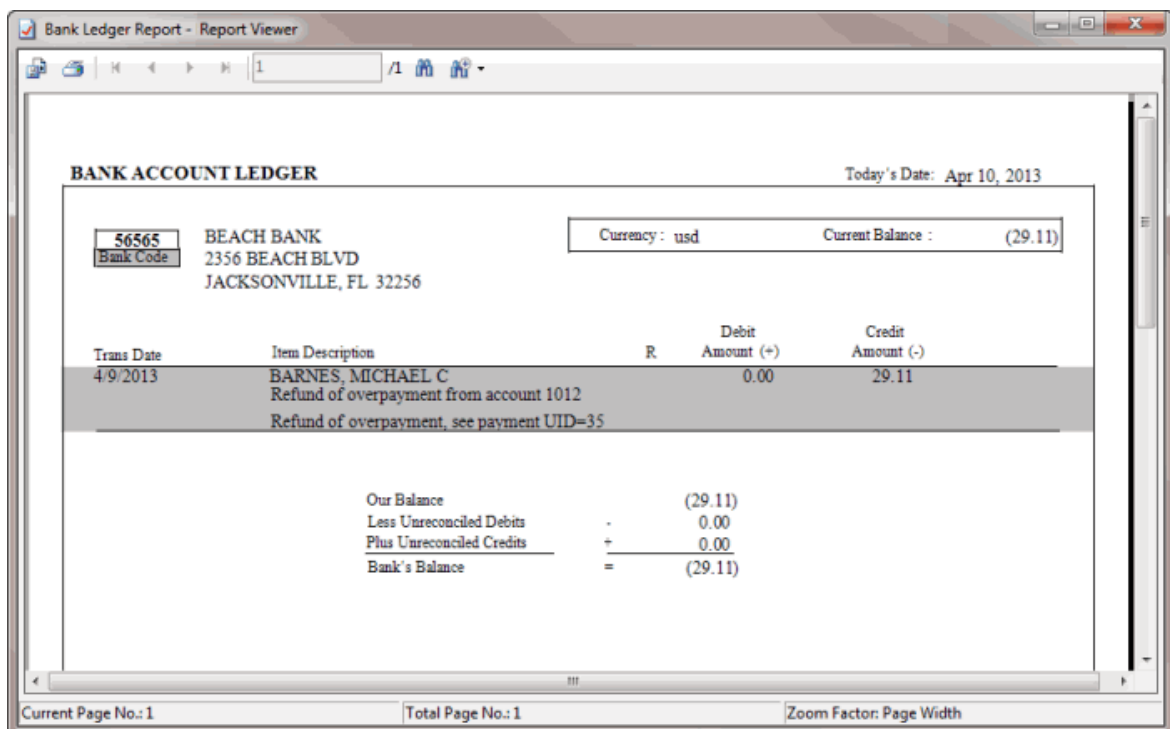 Bank Ledger Report - Report Viewer
1 /1
BANK ACCOUNT LEDGER Today's Date: Apr 10, 2013
56565 BEACH BANK Currency : usd Current Balance : (29.11)
Bank Code 2356 BEACH BLVD
JACKSONVILLE, FL 32256
Debit Credit
Trans Date Item Description R Amount (+) Amount (-)
4/9/2013 BARNES, MICHAEL C 0.00 29.11
Refund of overpayment from account 1012
Refund of overpayment, see payment UID=35
Our Balance (29.11)
Less Unreconciled Debits - 0.00
Plus Unreconciled Credits + 0.00
Bank's Balance = (29.11)
Current Page No.: 1 Total Page No.: 1 Zoom Factor: Page Width